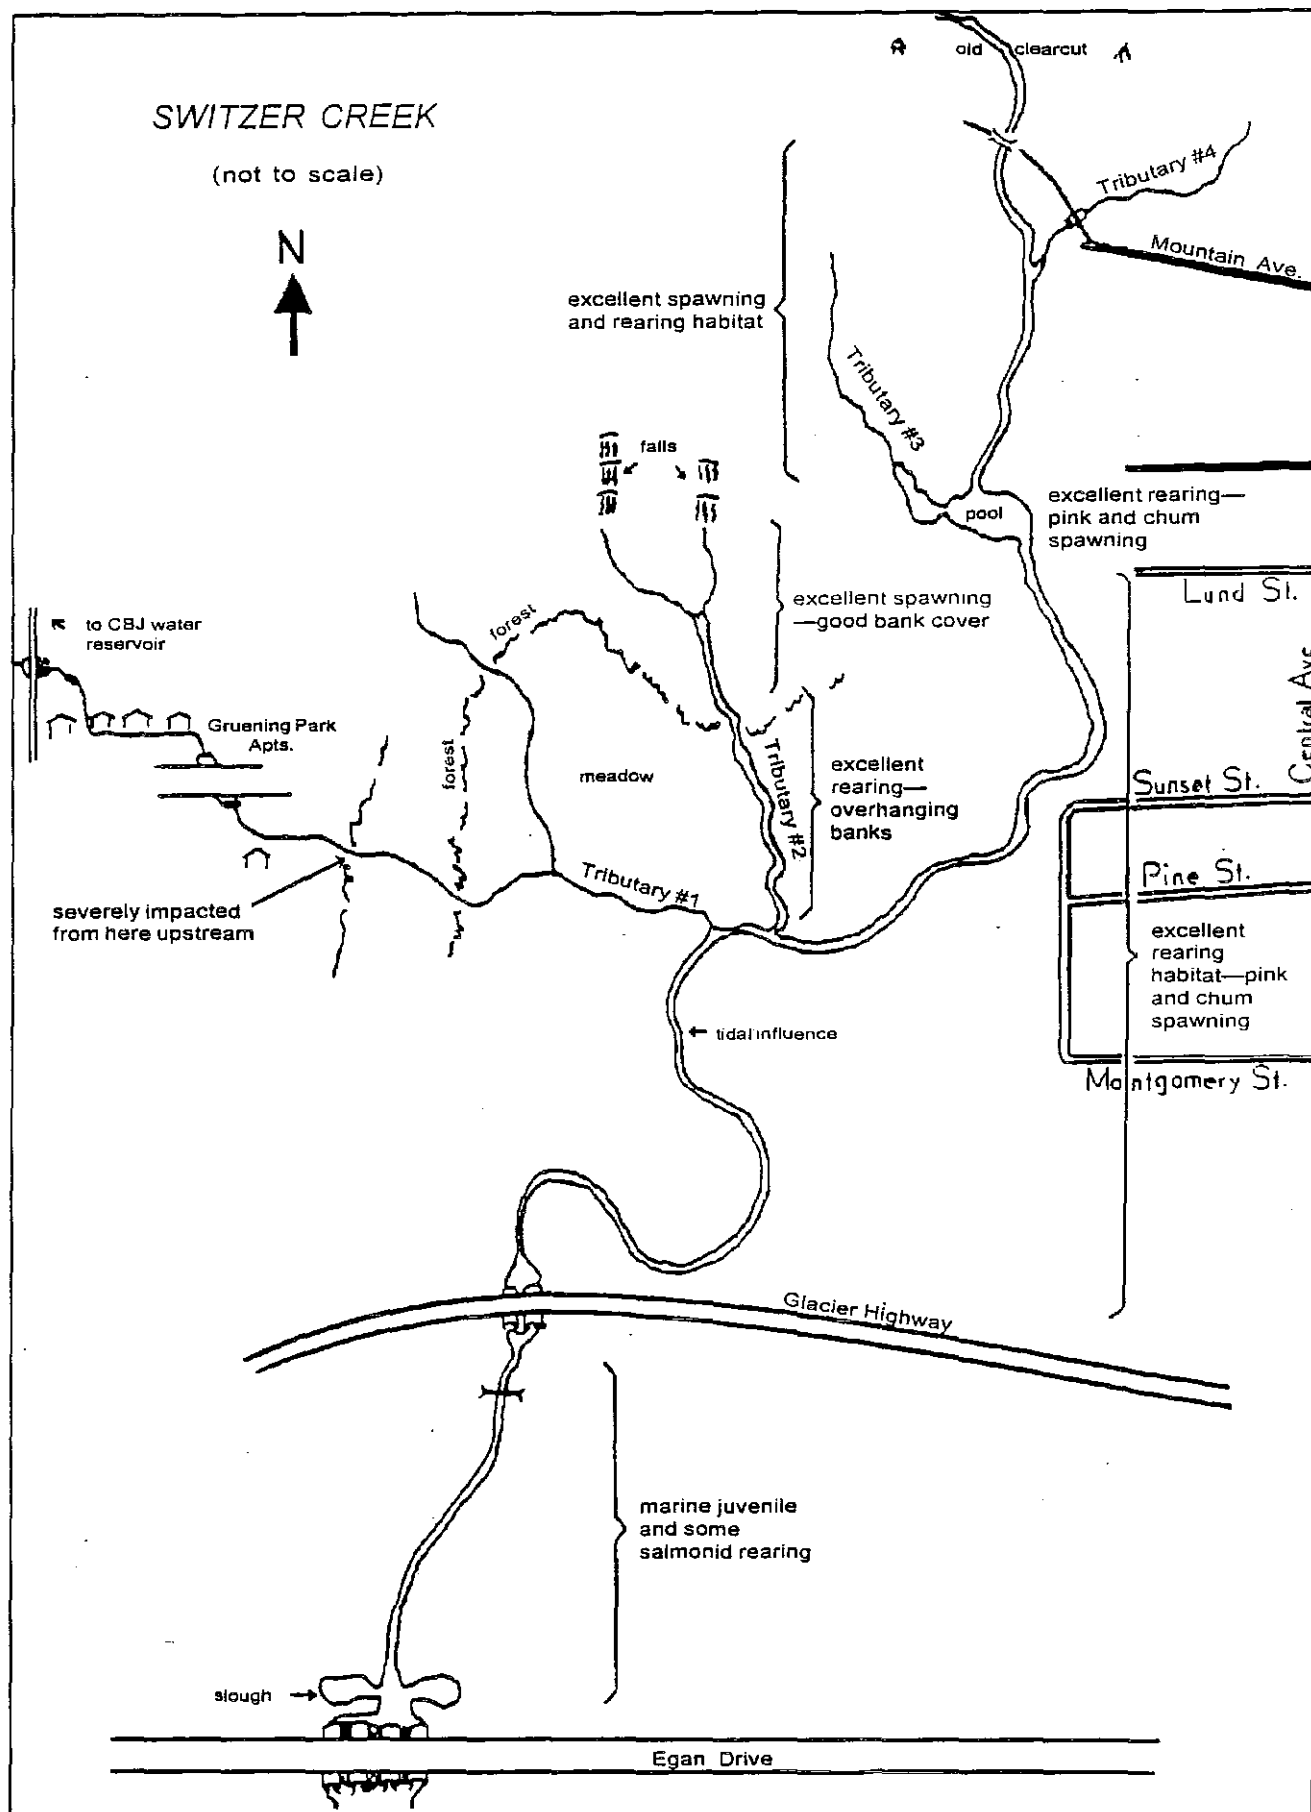 old clearcut
SWITZER CREEK
(not to scale)
N
Tributary #4
Mountain Ave.
excellent spawning
and rearing habitat
Tributary #3
falls
pool
excellent rearing—
pink and chum
spawning
Lund St.
excellent spawning
—good bank cover
forest
to CBJ water
reservoir
Gruening Park
Apts.
forest
meadow
Tributary #2
excellent
rearing—
overhanging
banks
Central Ave
Sunset St.
Pine St.
Tributary #1
severely impacted
from here upstream
excellent
rearing
habitat—pink
and chum
spawning
tidal influence
Montgomery St.
Glacier Highway
marine juvenile
and some
salmonid rearing
slough
Egan Drive